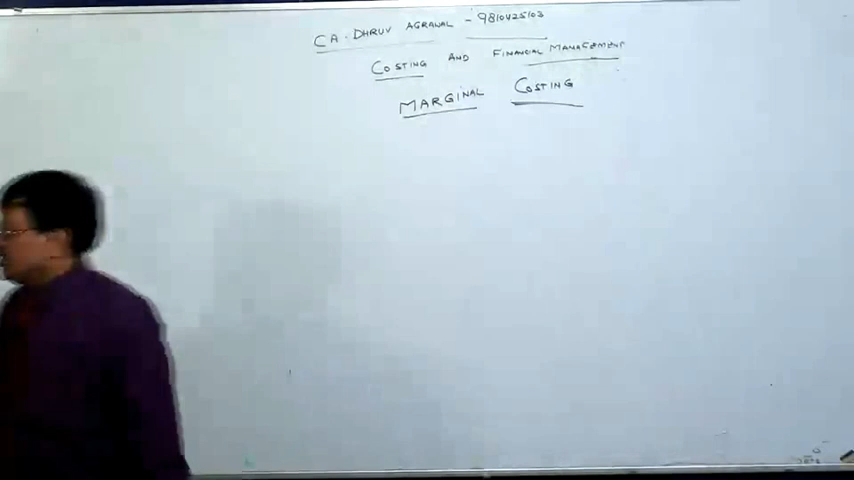 CA. DHRUV AGRAWAL - 9810425103
COSTING AND FINANCIAL MANAGEMENT
MARGINAL COSTING